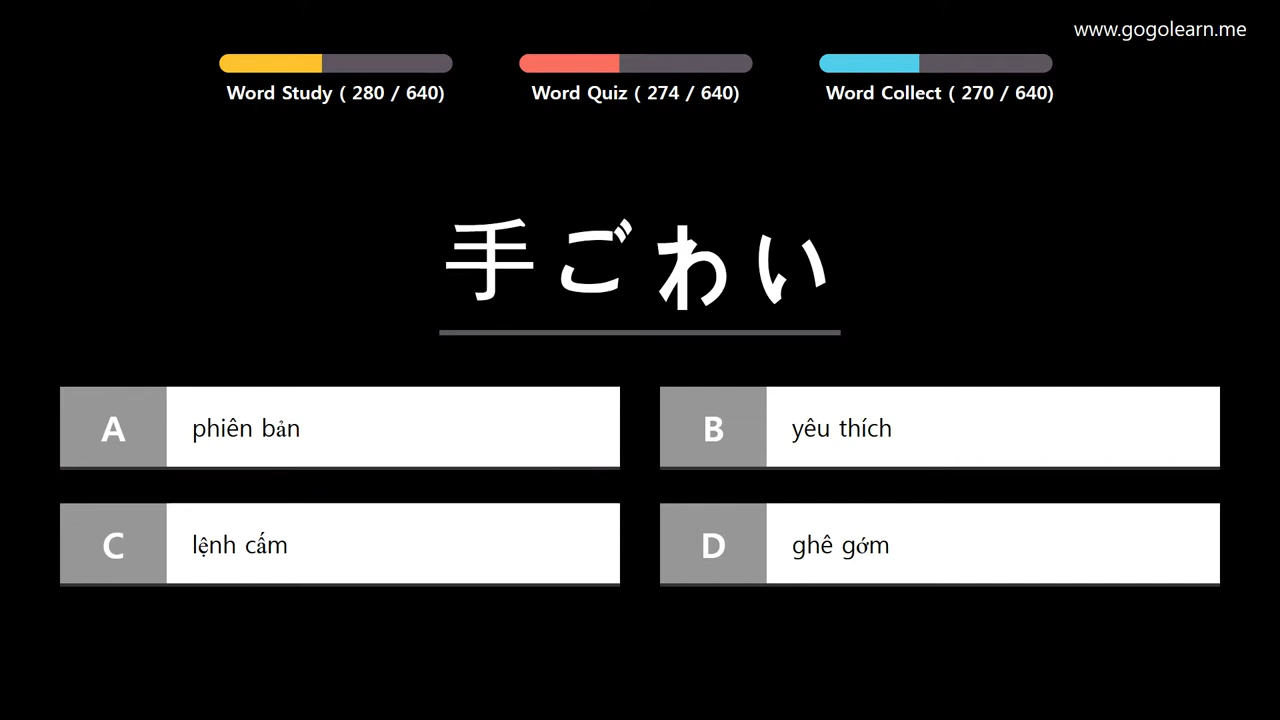 www.gogolearn.me
Word Study ( 280 / 640)
Word Quiz ( 274 / 640)
Word Collect ( 270 / 640)
手ごわい
A phiên bản
B yêu thích
C lệnh cấm
D ghê gớm